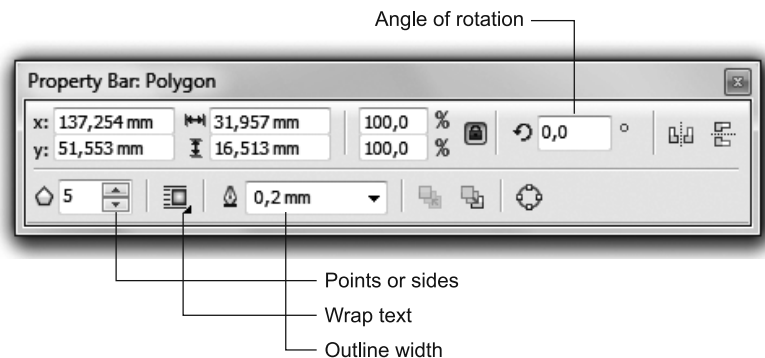 Angle of rotation
Property Bar: Polygon
x: 137,254 mm 31,957 mm 100,0 % 0,0 °
y: 51,553 mm 16,513 mm 100,0 %
5 0,2 mm
Points or sides
Wrap text
Outline width